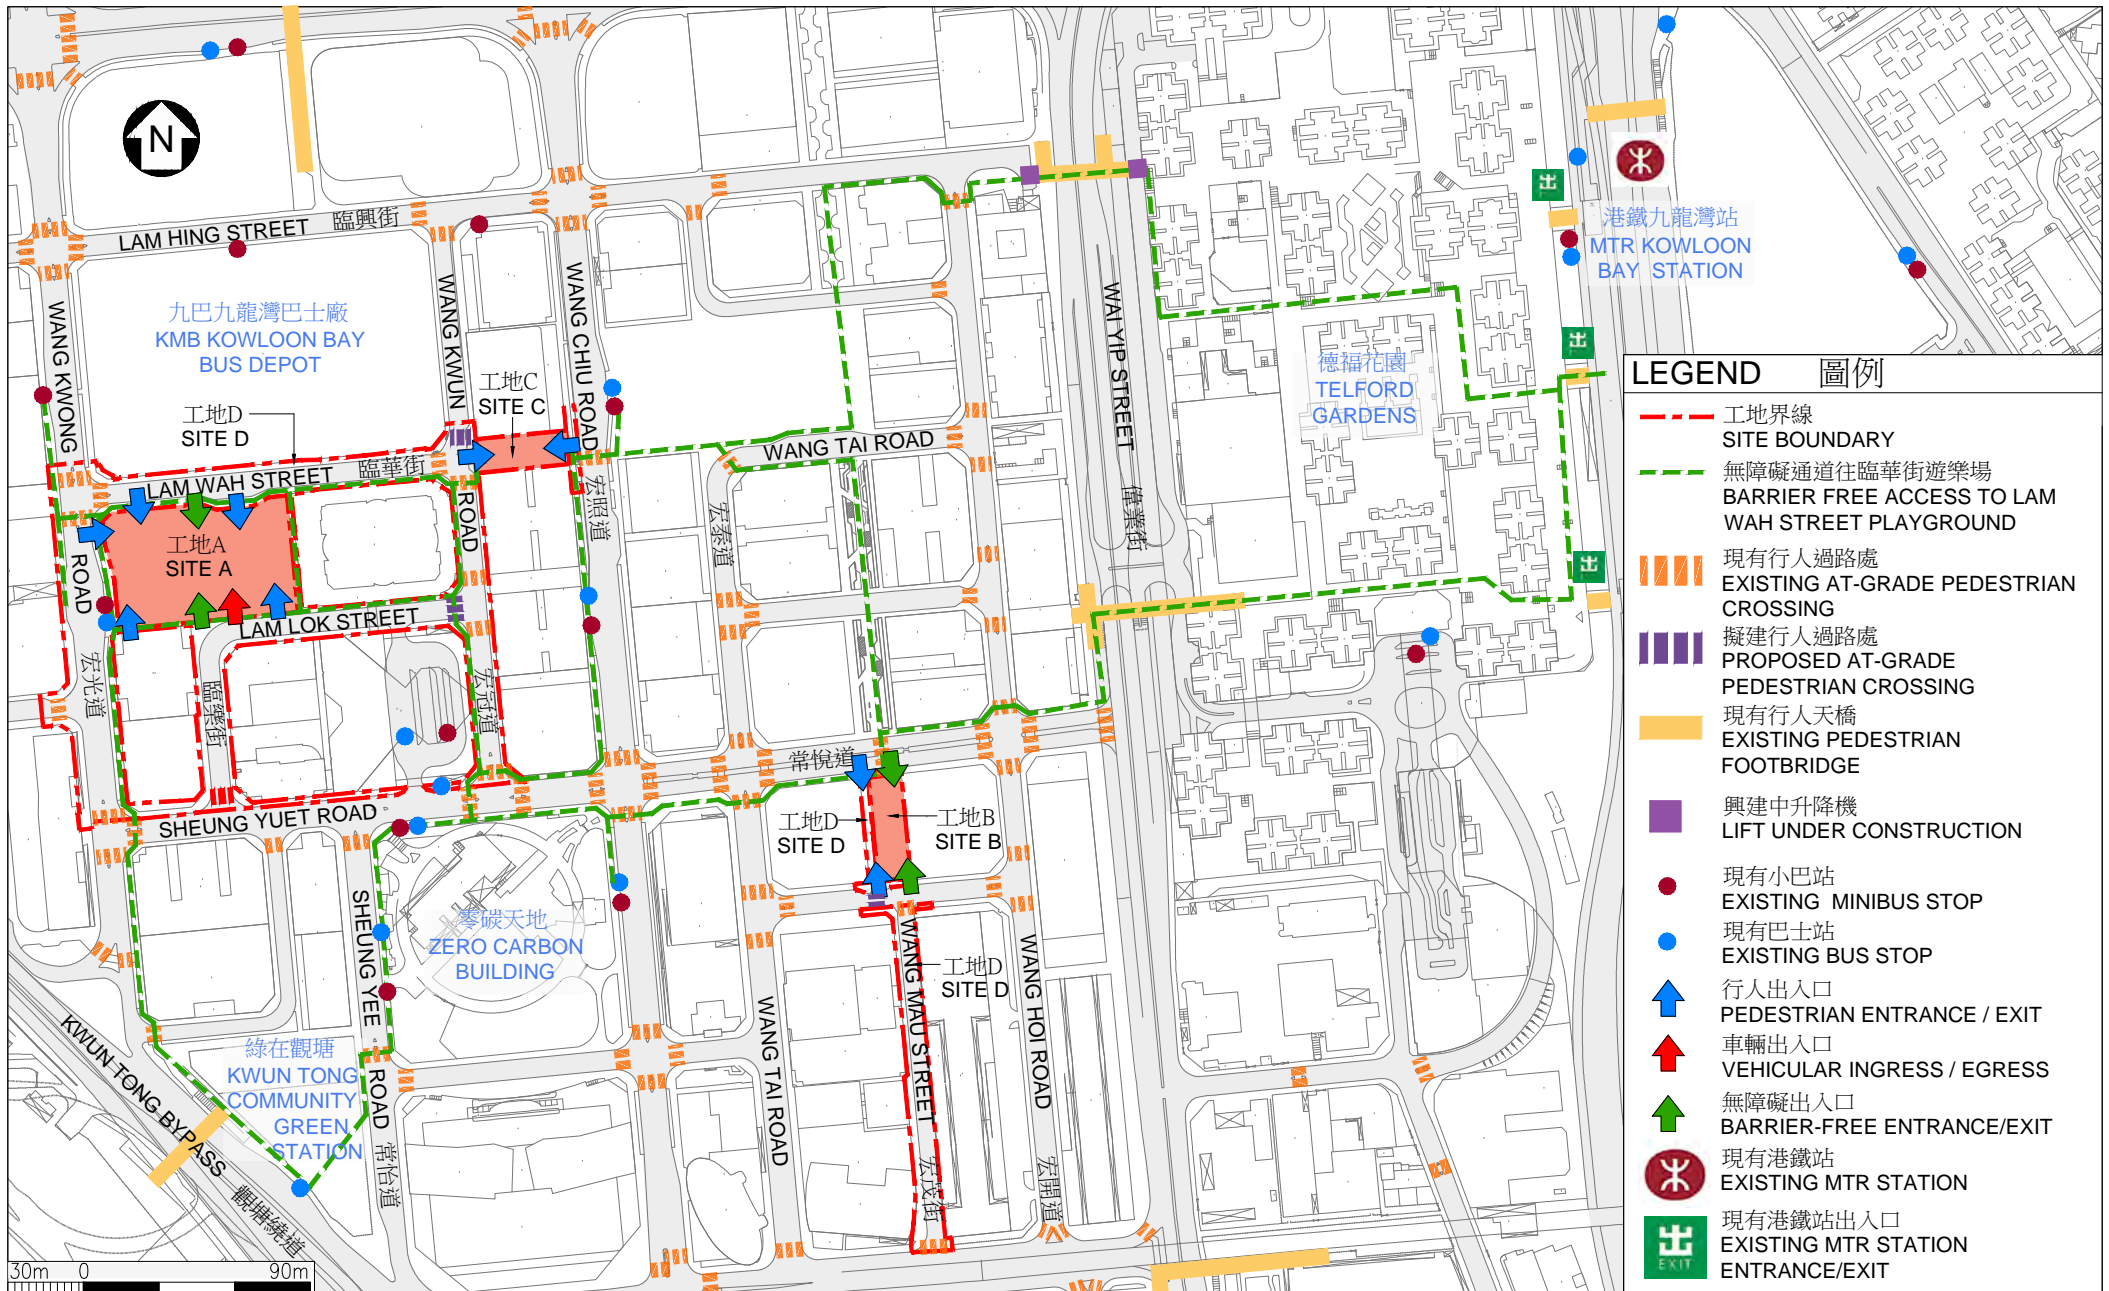 N
LAM HING STREET 臨興街
九巴九龍灣巴士廠
KMB KOWLOON BAY
BUS DEPOT
工地D
SITE D
WANG KWONG
ROAD
宏光道
WANG KWUN
ROAD
宏冠道
WANG CHIU ROAD
宏照道
工地C
SITE C
LAM WAH STREET
臨華街
工地A
SITE A
LAM LOK STREET
臨樂街
SHEUNG YUET ROAD
常悅道
WANG TAI ROAD
宏泰道
WAI YIP STREET
偉業街
德福花園
TELFORD
GARDENS
港鐵九龍灣站
MTR KOWLOON
BAY STATION
出
出
出
工地D
SITE D
工地B
SITE B
工地D
SITE D
WANG MAU STREET
宏茂街
WANG HOI ROAD
宏開道
WANG TAI ROAD
零碳天地
ZERO CARBON
BUILDING
SHEUNG YEE
ROAD
常怡道
綠在觀塘
KWUN TONG
COMMUNITY
GREEN
STATION
KWUN TONG BYPASS
觀塘繞道
30m 0 90m
LEGEND 圖例
工地界線
SITE BOUNDARY
無障礙通道往臨華街遊樂場
BARRIER FREE ACCESS TO LAM
WAH STREET PLAYGROUND
現有行人過路處
EXISTING AT-GRADE PEDESTRIAN
CROSSING
擬建行人過路處
PROPOSED AT-GRADE
PEDESTRIAN CROSSING
現有行人天橋
EXISTING PEDESTRIAN
FOOTBRIDGE
興建中升降機
LIFT UNDER CONSTRUCTION
現有小巴站
EXISTING MINIBUS STOP
現有巴士站
EXISTING BUS STOP
行人出入口
PEDESTRIAN ENTRANCE / EXIT
車輛出入口
VEHICULAR INGRESS / EGRESS
無障礙出入口
BARRIER-FREE ENTRANCE/EXIT
現有港鐵站
EXISTING MTR STATION
現有港鐵站出入口
EXISTING MTR STATION
ENTRANCE/EXIT
出
EXIT